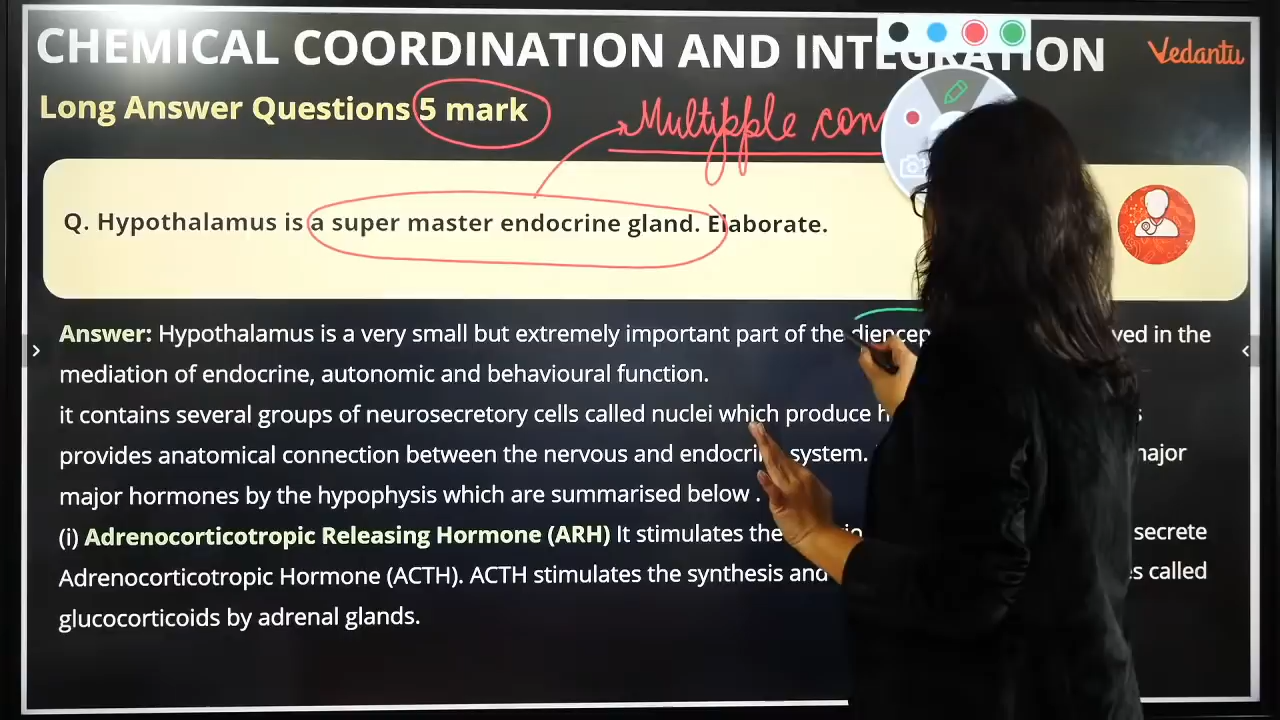 CHEMICAL COORDINATION AND INTEGRATION
Vedantu
Long Answer Questions 5 mark
Multipple con
Q. Hypothalamus is a super master endocrine gland. Elaborate.
Answer: Hypothalamus is a very small but extremely important part of the in the
mediation of endocrine, autonomic and behavioural function.
it contains several groups of neurosecretory cells called nuclei which produce
provides anatomical connection between the nervous and endocrine system. major
major hormones by the hypophysis which are summarised below .
(i) Adrenocorticotropic Releasing Hormone (ARH) It stimulates the secrete
Adrenocorticotropic Hormone (ACTH). ACTH stimulates the synthesis and called
glucocorticoids by adrenal glands.